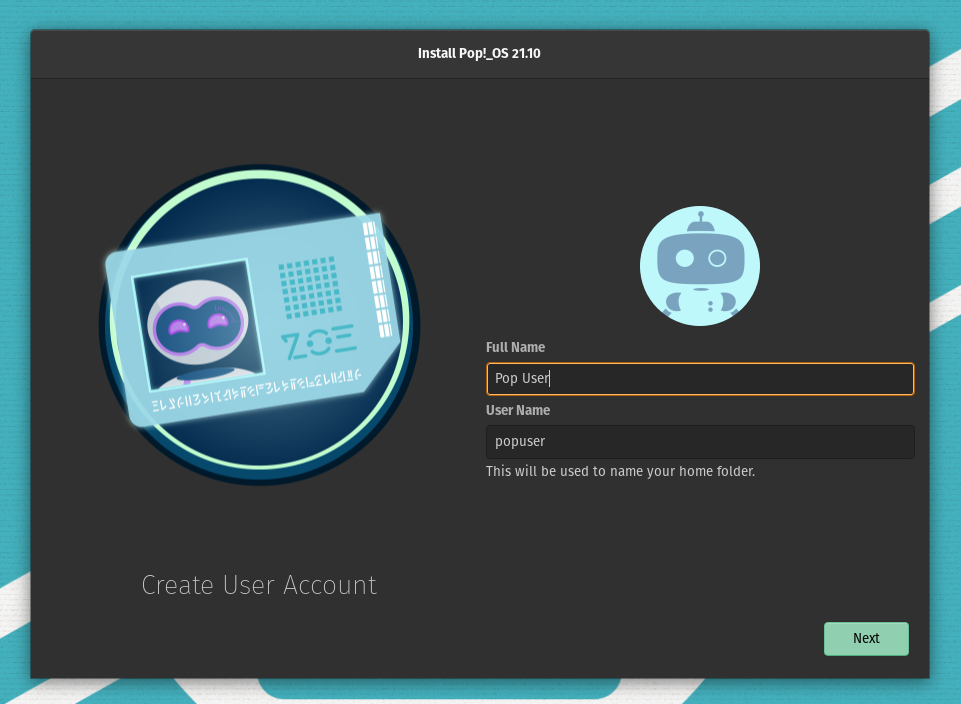 Install Pop!_OS 21.10
ZOE
Full Name
Pop User
User Name
popuser
This will be used to name your home folder.
Create User Account
Next